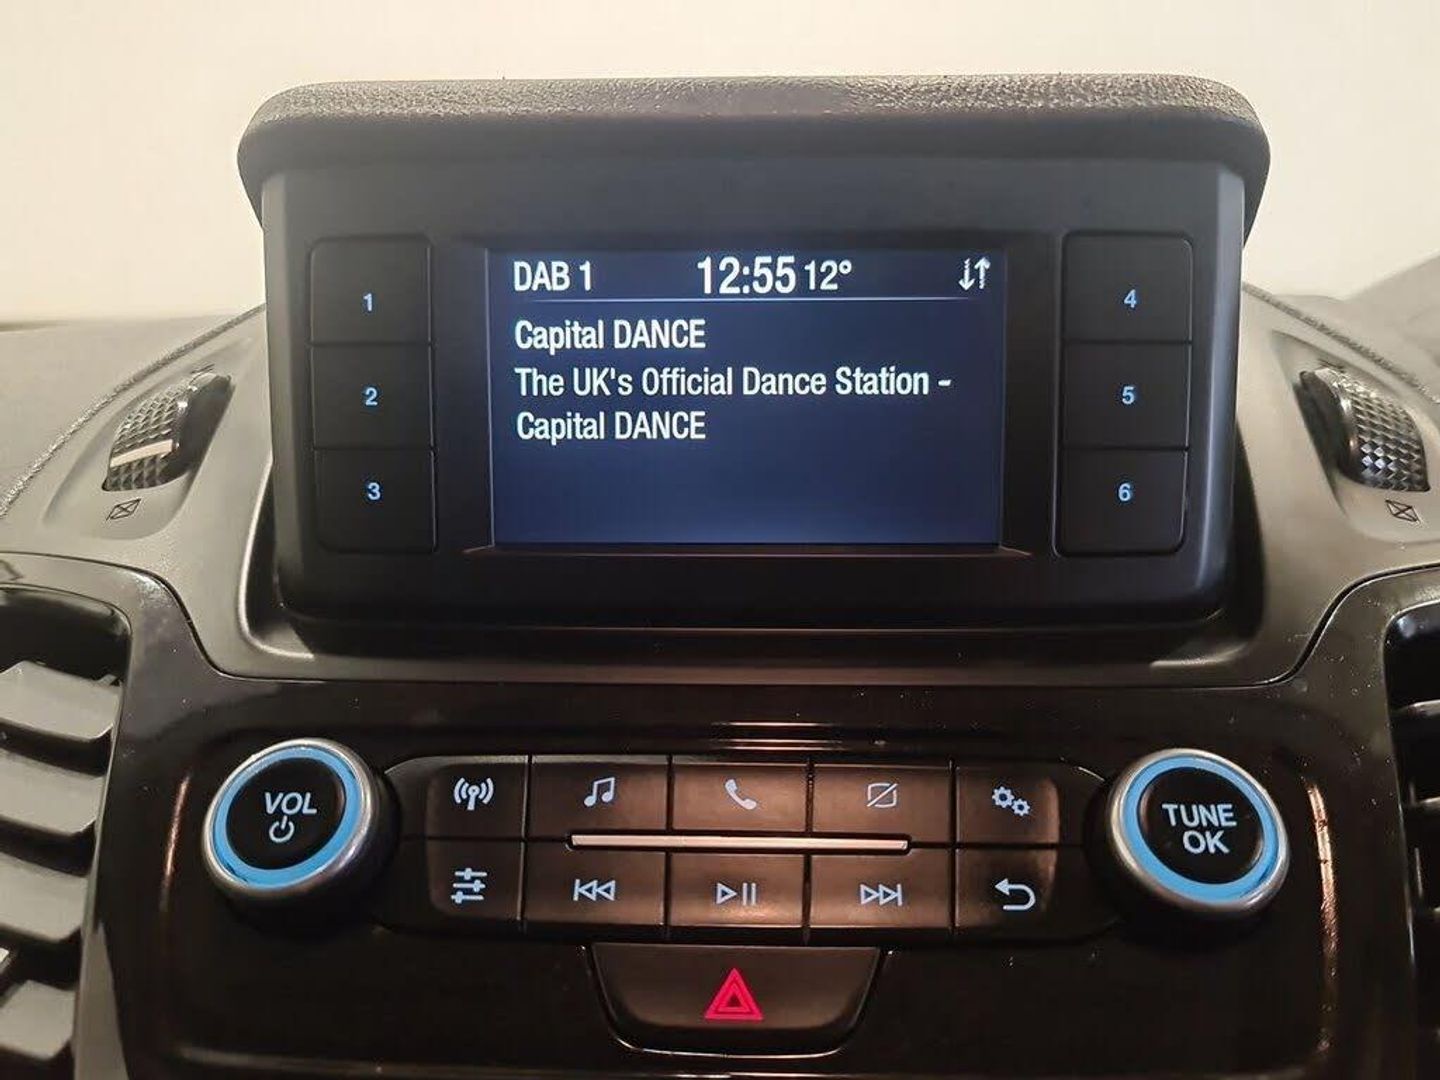 DAB 1 12:55 12°
Capital DANCE
The UK's Official Dance Station -
Capital DANCE
1
2
3
4
5
6
VOL
TUNE
OK